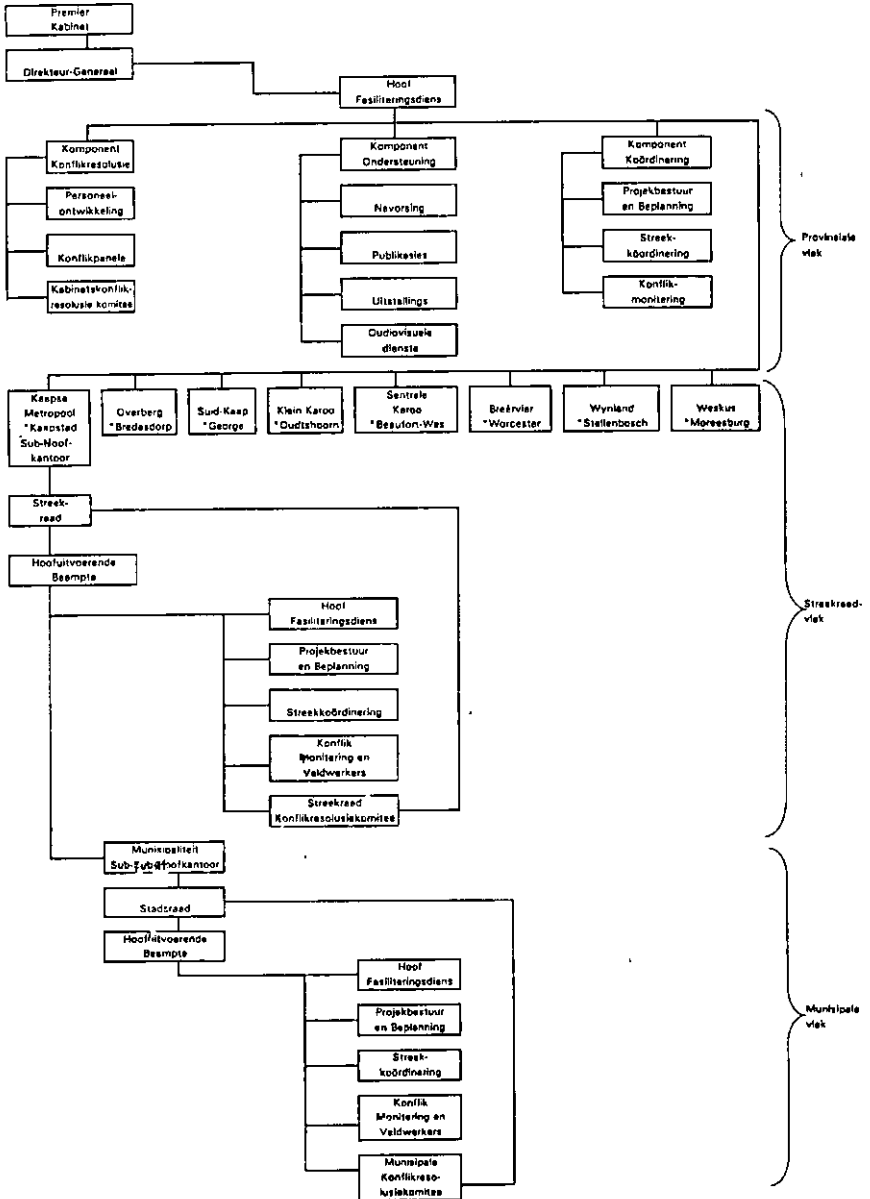 Premier
Kabinet
Direkteur-Generaal
Hoof
Fasiliteringsdiens
Komponent
Konflikresolusie
Personeel-
ontwikkeling
Konflikpanele
Kabinetskonflik-
resolusie komitee
Komponent
Ondersteuning
Navorsing
Publikasies
Uitstallings
Oudiovisuele
dienste
Komponent
Koördinering
Projekbestuur
en Beplanning
Streek-
koördinering
Konflik-
monitering
Provinsiale
vlak
Kaapse
Metropool
*Kaapstad
Sub-Hoof-
kantoor
Overberg
*Bredasdorp
Suid-Kaap
*George
Klein Karoo
*Oudtshoorn
Sentrale
Karoo
*Beaufort-Wes
Breërivier
*Worcester
Wynland
*Stellenbosch
Weskus
*Moreesburg
Streek-
raad
Hoofuitvoerende
Beampte
Hoof
Fasiliteringsdiens
Projekbestuur
en Beplanning
Streekkoördinering
Konflik
Monitering en
Veldwerkers
Streekraad
Konflikresolusiekomitee
Streekraad-
vlak
Munisipaliteit
Sub-Sub-Hoofkantoor
Stadsraad
Hoofuitvoerende
Beampte
Hoof
Fasiliteringsdiens
Projekbestuur
en Beplanning
Streek-
koördinering
Konflik
Monitering en
Veldwerkers
Munisipale
Konflikreso-
lusiekomitee
Munisipale
vlak